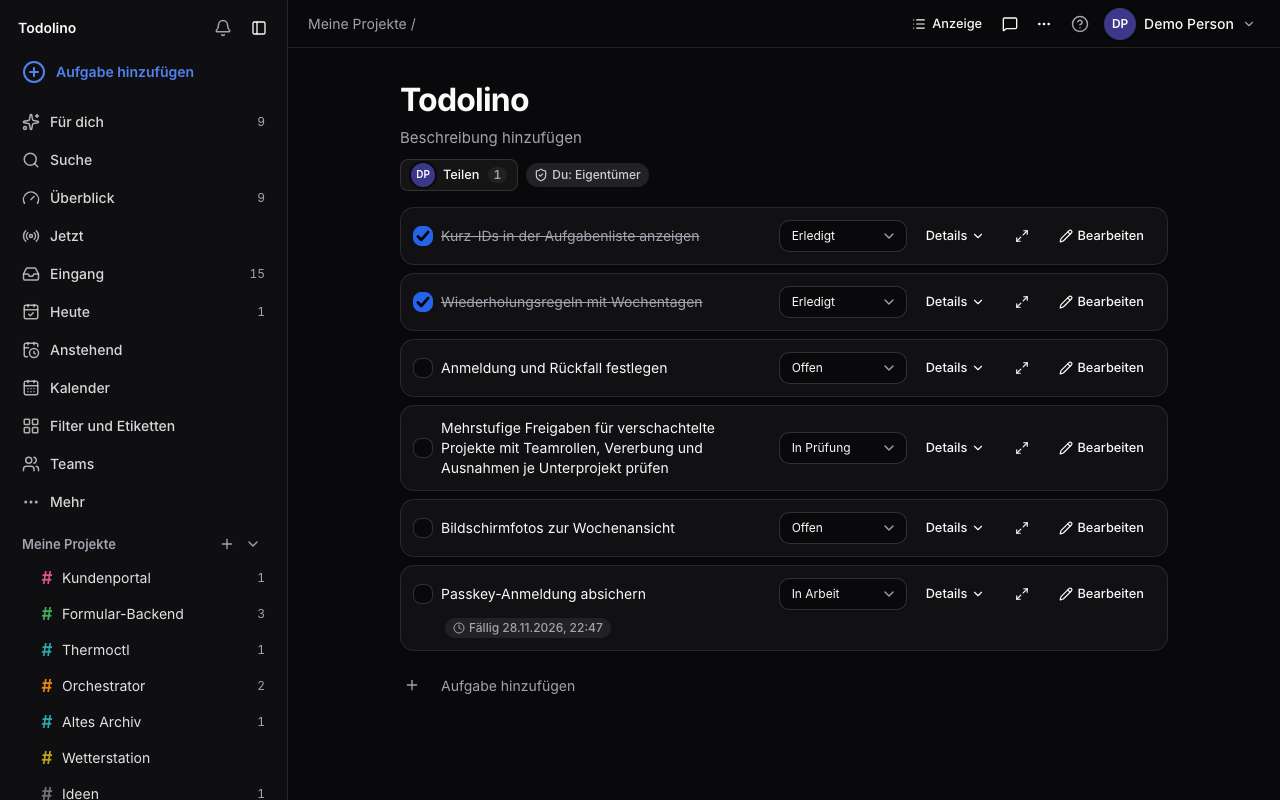 Todolino
Aufgabe hinzufügen
Für dich 9
Suche
Überblick 9
Jetzt
Eingang 15
Heute 1
Anstehend
Kalender
Filter und Etiketten
Teams
Mehr
Meine Projekte
# Kundenportal 1
# Formular-Backend 3
# Thermoctl 1
# Orchestrator 2
# Altes Archiv 1
# Wetterstation
# Ideen 1
Meine Projekte /
Anzeige
DP Demo Person
Todolino
Beschreibung hinzufügen
DP Teilen 1 Du: Eigentümer
Kurz-IDs in der Aufgabenliste anzeigen Erledigt Details Bearbeiten
Wiederholungsregeln mit Wochentagen Erledigt Details Bearbeiten
Anmeldung und Rückfall festlegen Offen Details Bearbeiten
Mehrstufige Freigaben für verschachtelte
Projekte mit Teamrollen, Vererbung und
Ausnahmen je Unterprojekt prüfen
In Prüfung Details Bearbeiten
Bildschirmfotos zur Wochenansicht Offen Details Bearbeiten
Passkey-Anmeldung absichern In Arbeit Details Bearbeiten
Fällig 28.11.2026, 22:47
Aufgabe hinzufügen